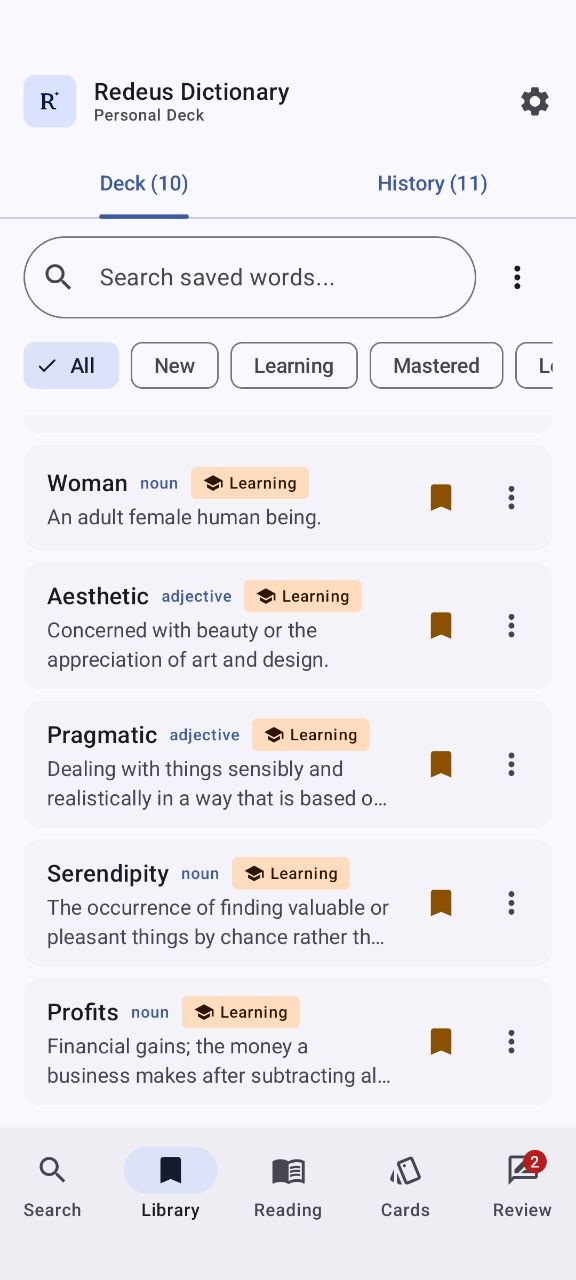 R
Redeus Dictionary
Personal Deck
Deck (10)
History (11)
Search saved words...
All
New
Learning
Mastered
Woman noun Learning
An adult female human being.
Aesthetic adjective Learning
Concerned with beauty or the
appreciation of art and design.
Pragmatic adjective Learning
Dealing with things sensibly and
realistically in a way that is based o...
Serendipity noun Learning
The occurrence of finding valuable or
pleasant things by chance rather th...
Profits noun Learning
Financial gains; the money a
business makes after subtracting al...
2
Search
Library
Reading
Cards
Review